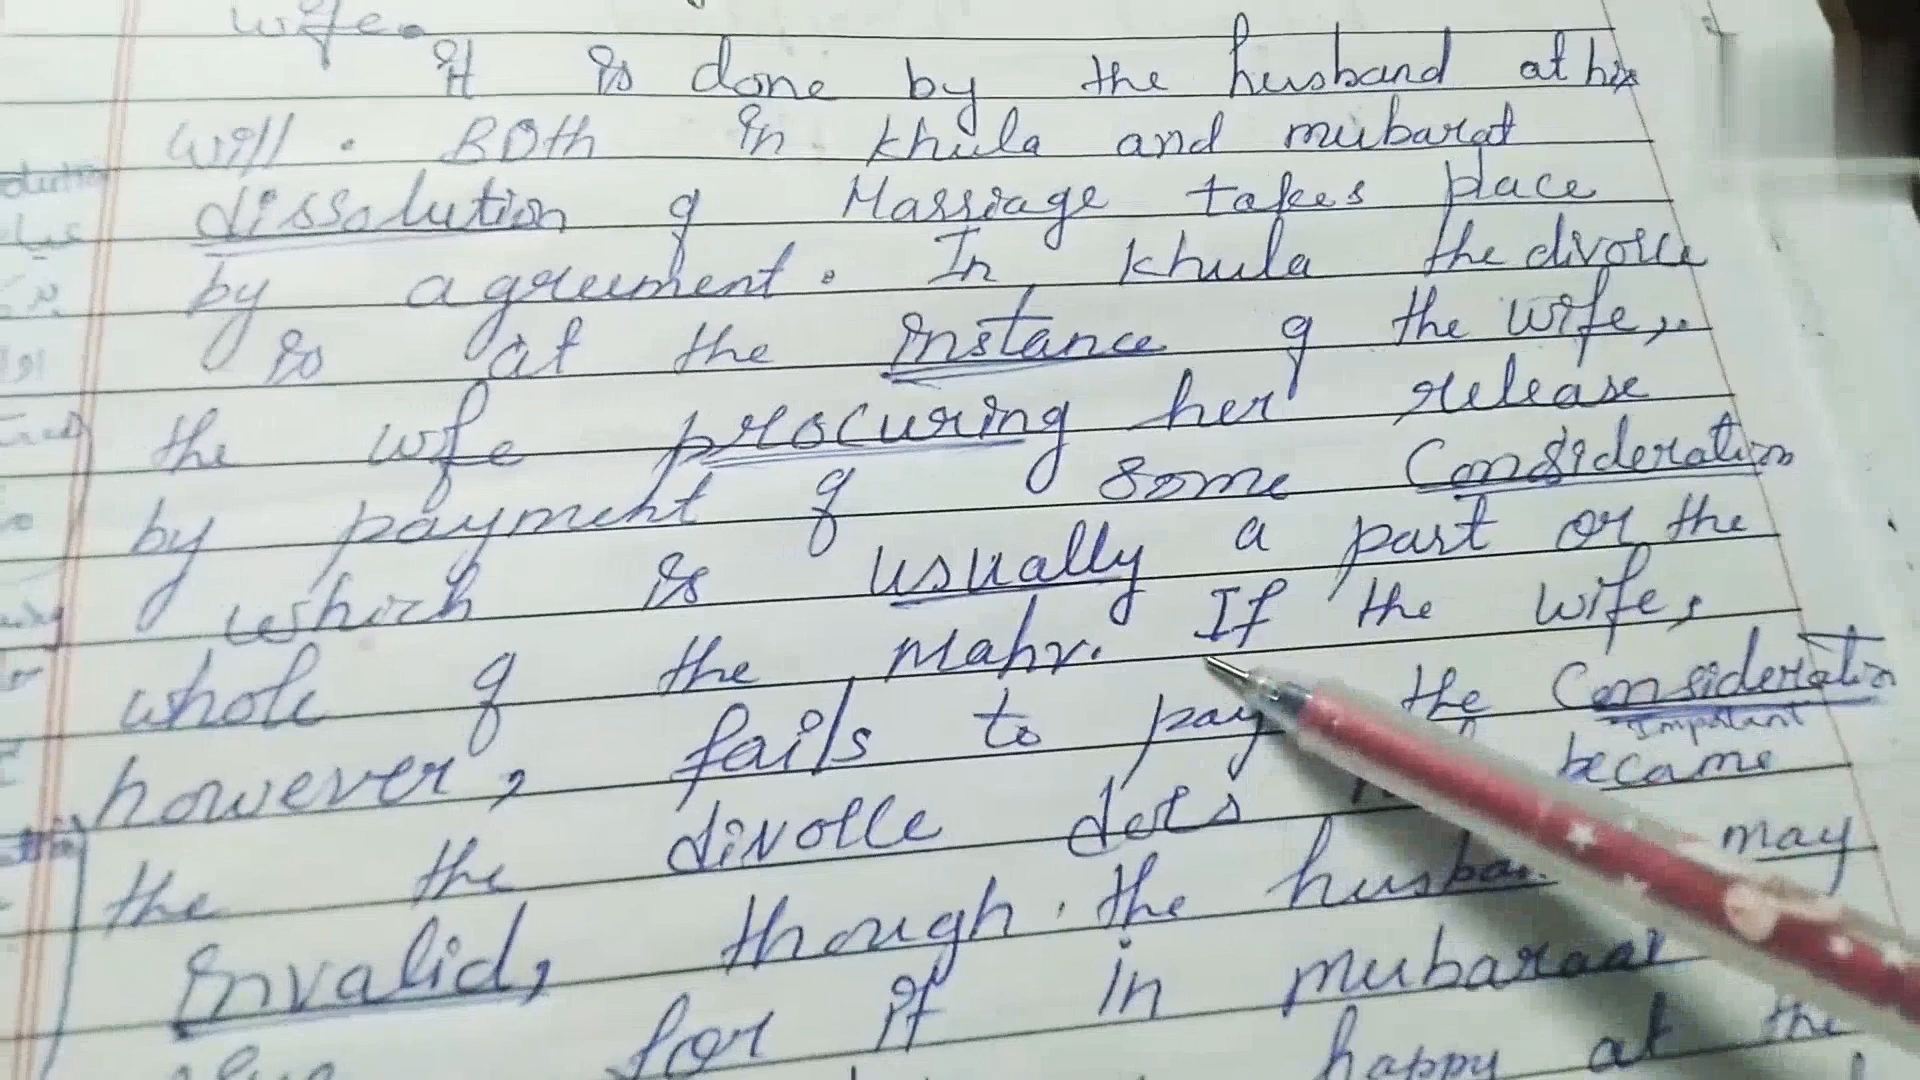 wife.
It is done by the husband at his
will. Both in khula and mubarat
dissolution of Marriage takes place
by agreement. In khula the divorce
is at the instance of the wife,
the wife procuring her release
by payment of some Consideration
which is usually a part or the
whole of the mahr. If the wife,
however, fails to pay the Consideration
Important
the the divorce does became
invalid, though the husban may
for it in mubaraat
happy at the